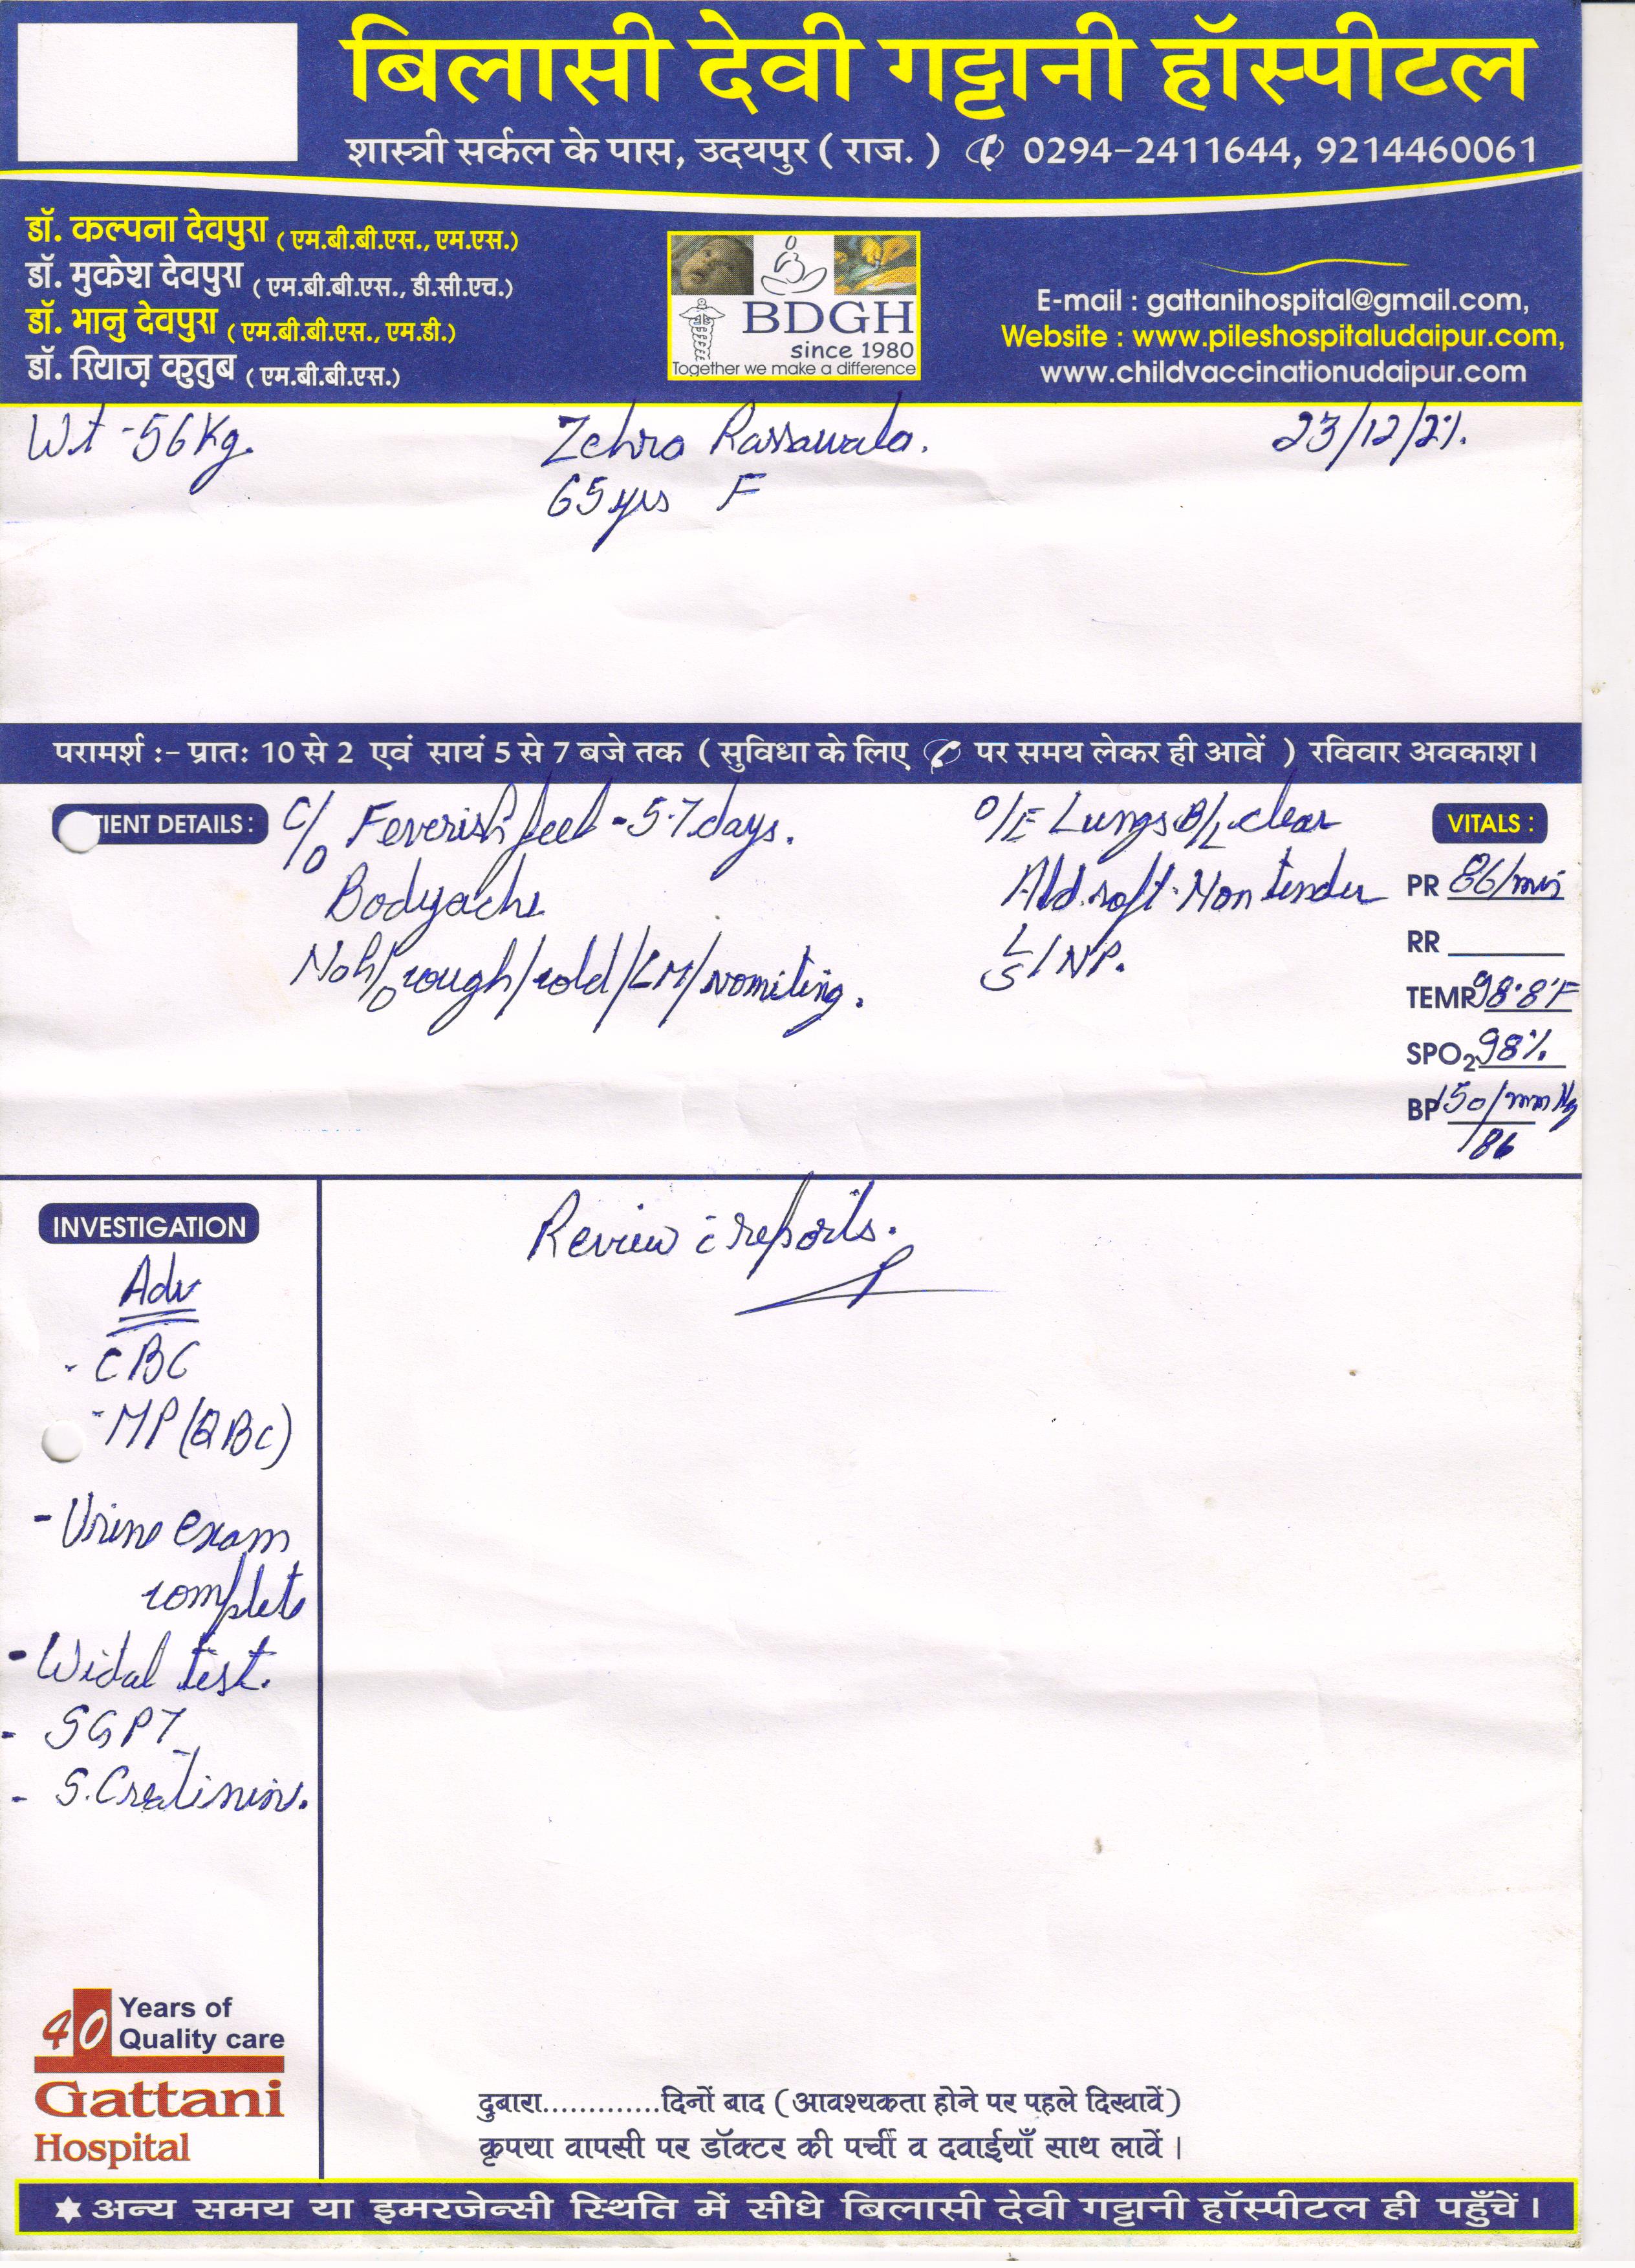 बिलासी देवी गट्टानी हॉस्पीटल
शास्त्री सर्कल के पास, उदयपुर ( राज. ) 0294-2411644, 9214460061
डॉ. कल्पना देवपुरा ( एम.बी.बी.एस., एम.एस.)
डॉ. मुकेश देवपुरा ( एम.बी.बी.एस., डी.सी.एच.)
डॉ. भानु देवपुरा ( एम.बी.बी.एस., एम.डी.)
डॉ. रियाज़ कुतुब ( एम.बी.बी.एस.)
BDGH
since 1980
Together we make a difference
E-mail : gattanihospital@gmail.com,
Website : www.pileshospitaludaipur.com,
www.childvaccinationudaipur.com
Wt - 56 Kg. Zehra Rassawala. 23/12/21.
65 yrs F
परामर्श :- प्रातः 10 से 2 एवं सायं 5 से 7 बजे तक ( सुविधा के लिए पर समय लेकर ही आवें ) रविवार अवकाश।
TIENT DETAILS : C/O Feverish feel - 5-7 days.
Bodyache
No h/o cough/cold/LM/vomiting.
O/E Lungs B/L clear
Abd. soft. Non tender
L/S/NP.
VITALS :
PR 86/min
RR
TEMP 98.8°F
SPO₂ 98%
BP 150/86 mmHg
INVESTIGATION
Adv
- CBC
- MP (QBC)
- Urine exam
complete
- Widal test.
- SGPT
- S. Creatinin.
Review c̄ reports.
40 Years of
Quality care
Gattani
Hospital
दुबारा.............दिनों बाद ( आवश्यकता होने पर पहले दिखावें )
कृपया वापसी पर डॉक्टर की पर्ची व दवाईयाँ साथ लावें।
अन्य समय या इमरजेन्सी स्थिति में सीधे बिलासी देवी गट्टानी हॉस्पीटल ही पहुँचें।